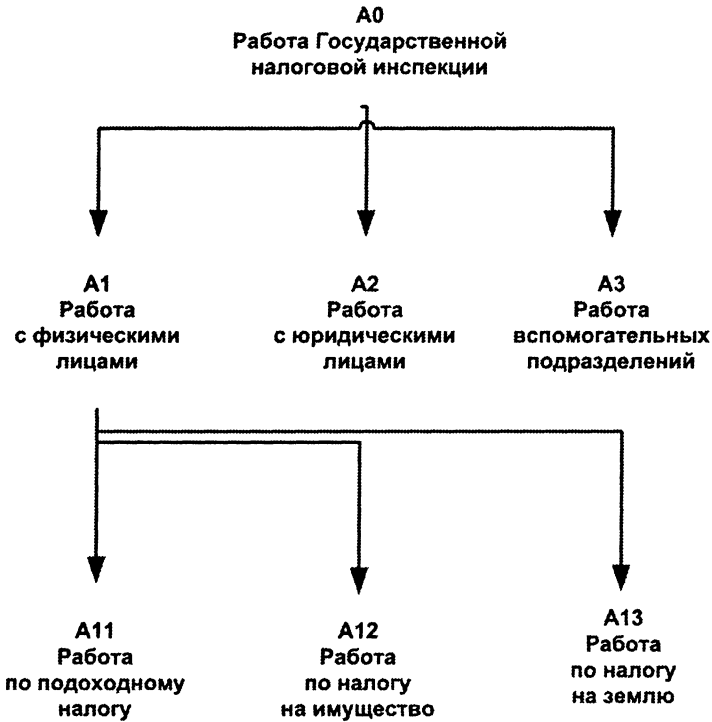 А0
Работа Государственной
налоговой инспекции
А1
Работа
с физическими
лицами
А2
Работа
с юридическими
лицами
А3
Работа
вспомогательных
подразделений
А11
Работа
по подоходному
налогу
А12
Работа
по налогу
на имущество
А13
Работа
по налогу
на землю